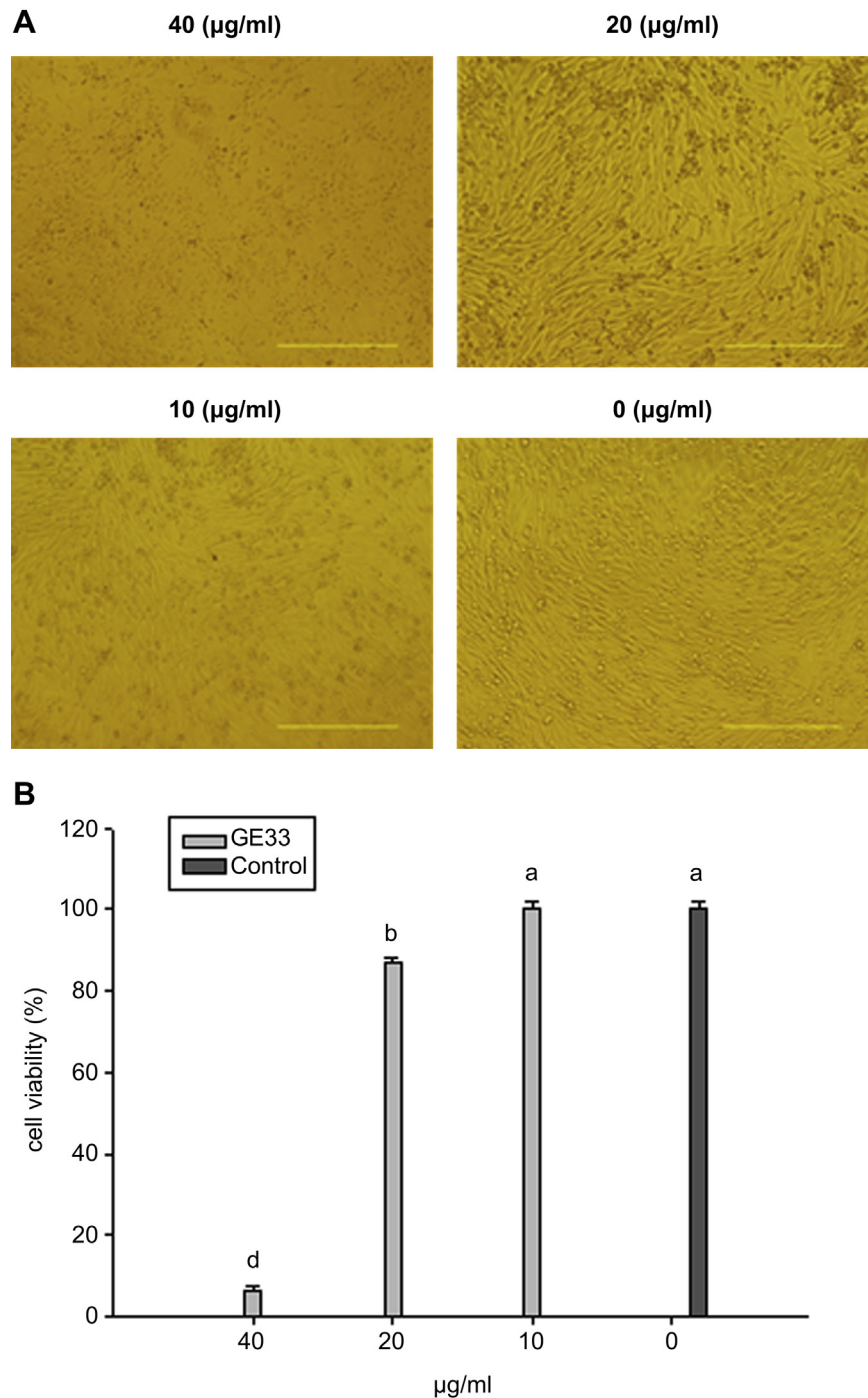 A
40 (µg/ml)
20 (µg/ml)
10 (µg/ml)
0 (µg/ml)
B
120
100
80
60
40
20
0
cell viability (%)
GE33
Control
d
b
a
a
40
20
10
0
µg/ml